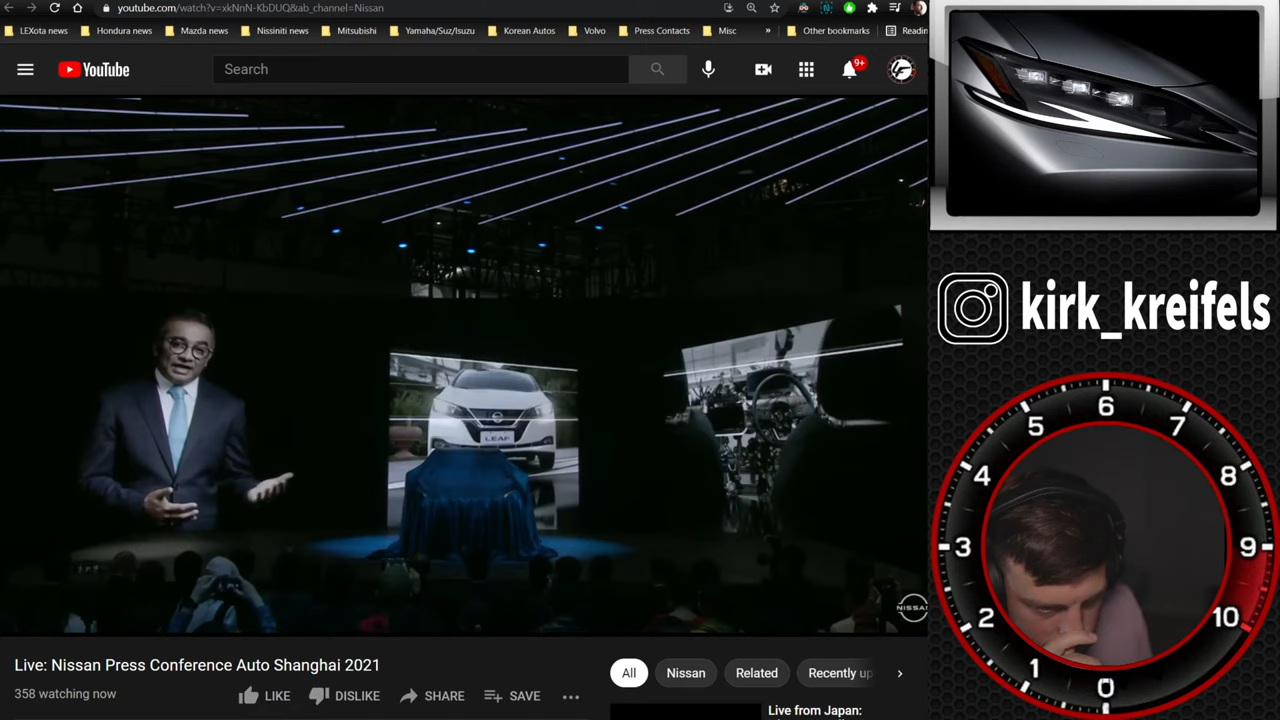 youtube.com/watch?v=xkNnN-KbDUQ&ab_channel=Nissan
LEXota news
Hondura news
Mazda news
Nissiniti news
Mitsibishi
Yamaha/Suz/Isuzu
Korean Autos
Volvo
Press Contacts
Misc
»
Other bookmarks
Readin
YouTube
Search
9+
LEAF
NISSAN
Live: Nissan Press Conference Auto Shanghai 2021
358 watching now
LIKE
DISLIKE
SHARE
SAVE
All
Nissan
Related
Recently up
Live from Japan:
kirk_kreifels
0
1
2
3
4
5
6
7
8
9
10